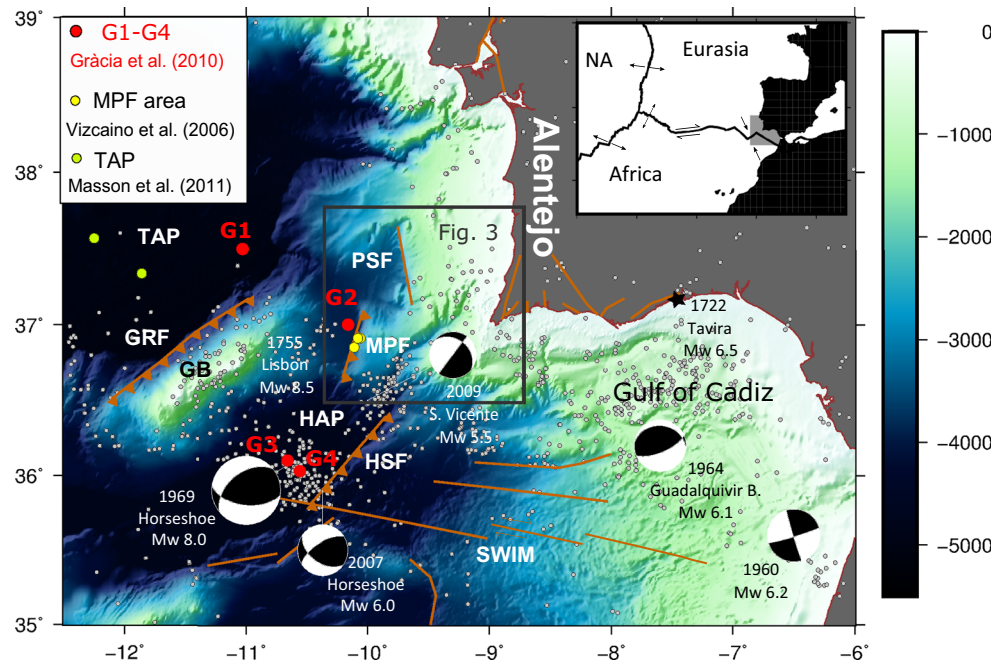 39°
38°
37°
36°
35°
−12°
−11°
−10°
−9°
−8°
−7°
−6°
G1-G4
Gràcia et al. (2010)
MPF area
Vizcaino et al. (2006)
TAP
Masson et al. (2011)
NA
Eurasia
Africa
Alentejo
TAP
G1
Fig. 3
PSF
G2
MPF
GRF
GB
1755
Lisbon
Mw 8.5
HAP
G3
G4
HSF
2009
S. Vicente
Mw 5.5
1722
Tavira
Mw 6.5
Gulf of Cadiz
1964
Guadalquivir B.
Mw 6.1
1969
Horseshoe
Mw 8.0
2007
Horseshoe
Mw 6.0
SWIM
1960
Mw 6.2
0
−1000
−2000
−3000
−4000
−5000